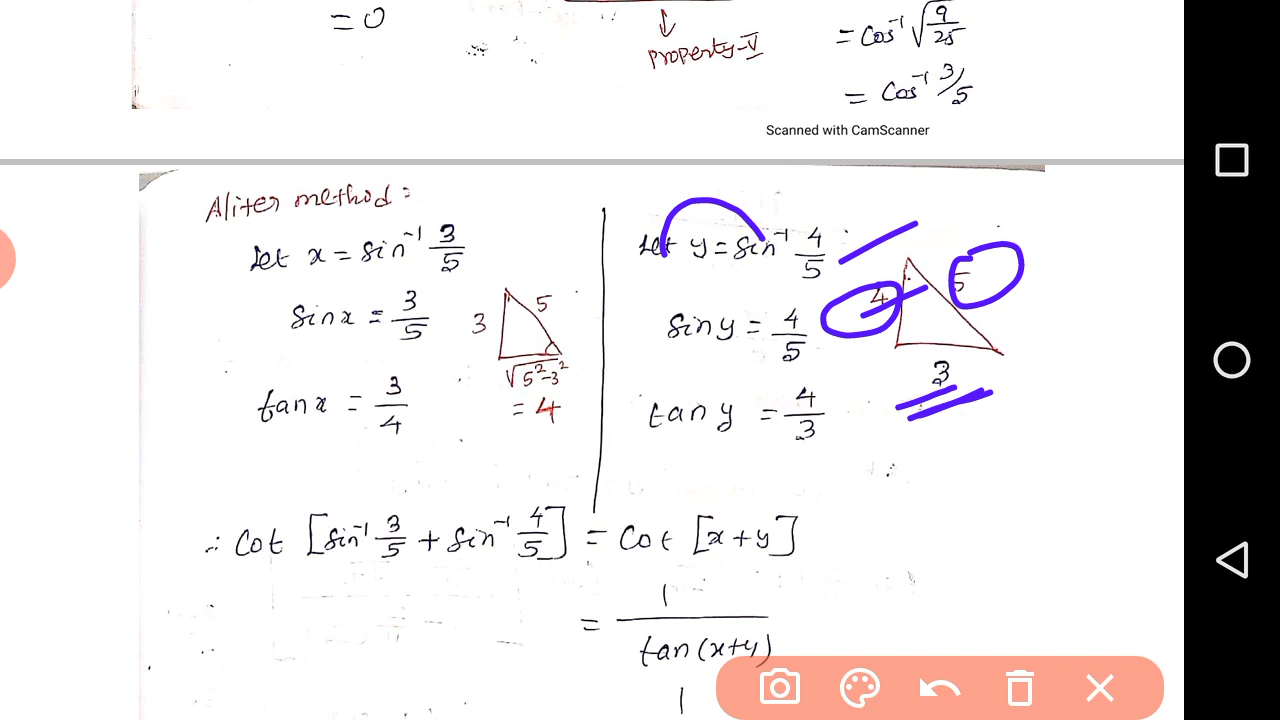 = 0
property-V
= Cos⁻¹ √9/25
= Cos⁻¹ 3/5
Scanned with CamScanner
Aliter method:
Let x = sin⁻¹ 3/5
sin x = 3/5
3
5
√5²-3²
= 4
tan x = 3/4
Let y = sin⁻¹ 4/5
4
5
3
sin y = 4/5
tan y = 4/3
∴ Cot [sin⁻¹ 3/5 + sin⁻¹ 4/5] = Cot [x+y]
= 1/tan(x+y)
1